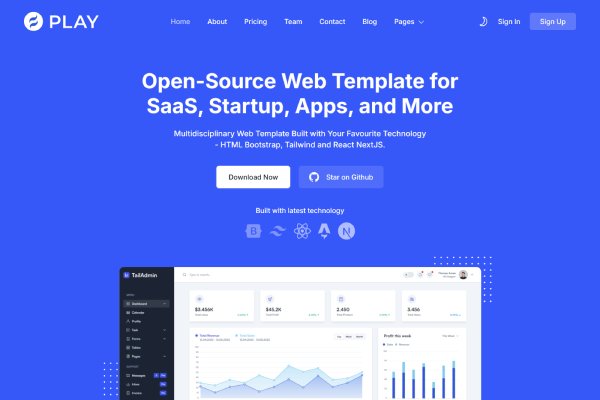 PLAY
Home About Pricing Team Contact Blog Pages
Sign In Sign Up
Open-Source Web Template for
SaaS, Startup, Apps, and More
Multidisciplinary Web Template Built with Your Favourite Technology
- HTML Bootstrap, Tailwind and React NextJS.
Download Now Star on Github
Built with latest technology
B N
TailAdmin
Dashboard
Calendar
Profile
Task
Forms
Tables
Pages
SUPPORT
Messages
Inbox
Invoice
$3.456K $45,2K 2.450 3.456
Total Revenue Total Sales
Profit this week
Sales Revenue